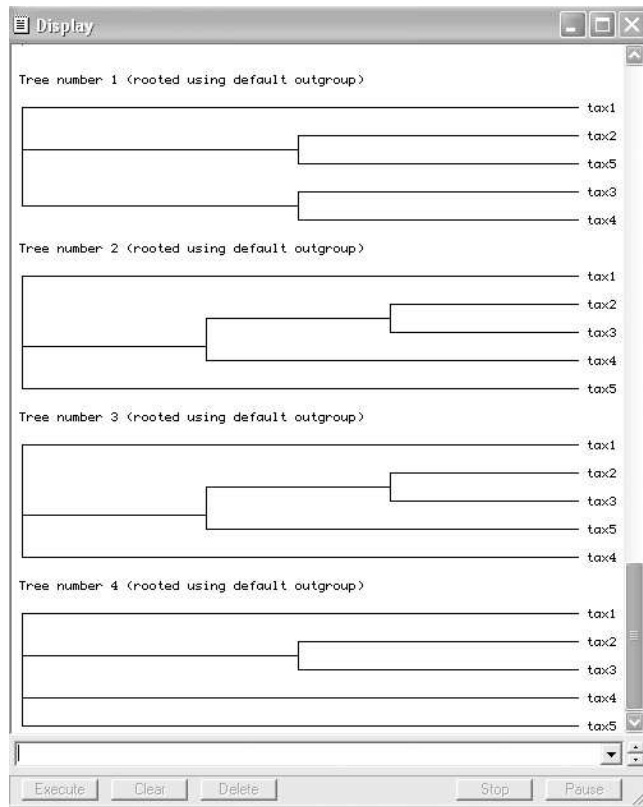 Display
Tree number 1 (rooted using default outgroup)
tax1
tax2
tax5
tax3
tax4
Tree number 2 (rooted using default outgroup)
tax1
tax2
tax3
tax4
tax5
Tree number 3 (rooted using default outgroup)
tax1
tax2
tax3
tax5
tax4
Tree number 4 (rooted using default outgroup)
tax1
tax2
tax3
tax4
tax5
Execute Clear Delete Stop Pause